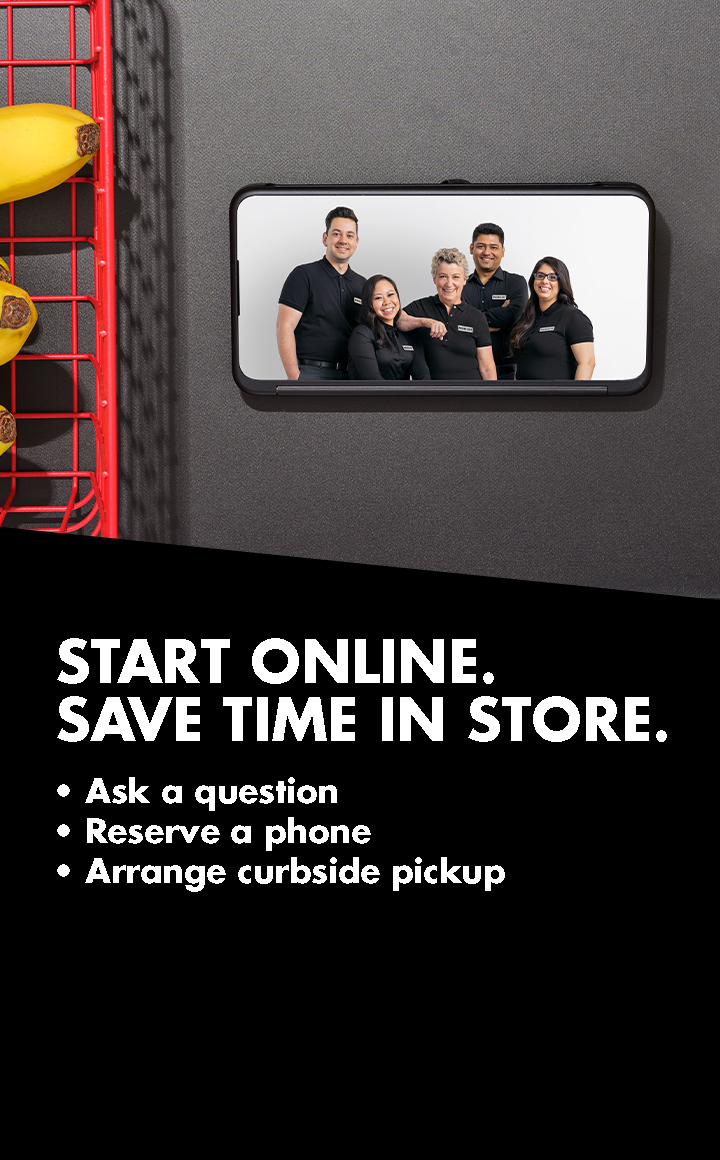 START ONLINE.
SAVE TIME IN STORE.
• Ask a question
• Reserve a phone
• Arrange curbside pickup